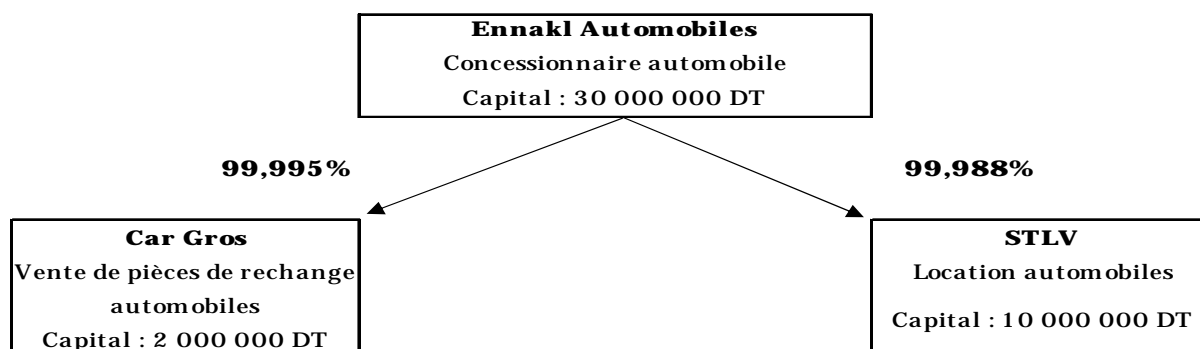 Ennakl Automobiles
Concessionnaire automobile
Capital : 30 000 000 DT
99,995%
99,988%
Car Gros
Vente de pièces de rechange
automobiles
Capital : 2 000 000 DT
STLV
Location automobiles
Capital : 10 000 000 DT